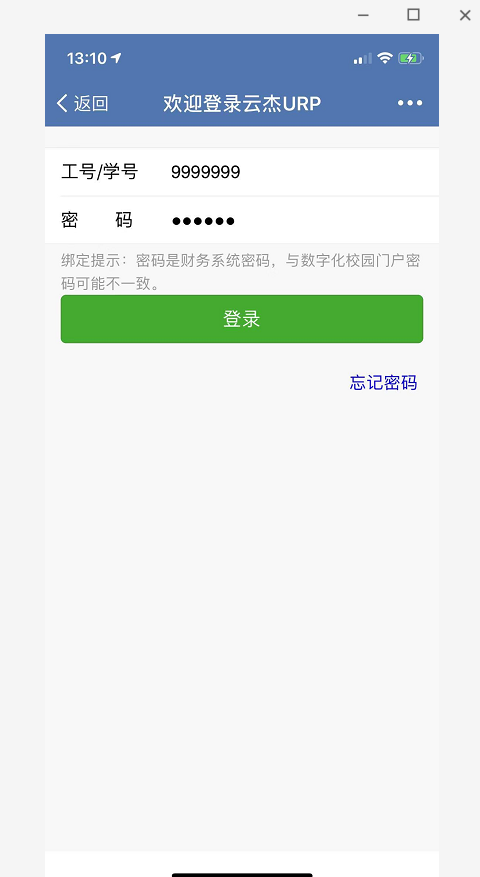 13:10
返回 欢迎登录云杰URP
工号/学号 9999999
密 码 ●●●●●●
绑定提示：密码是财务系统密码，与数字化校园门户密
码可能不一致。
登录
忘记密码